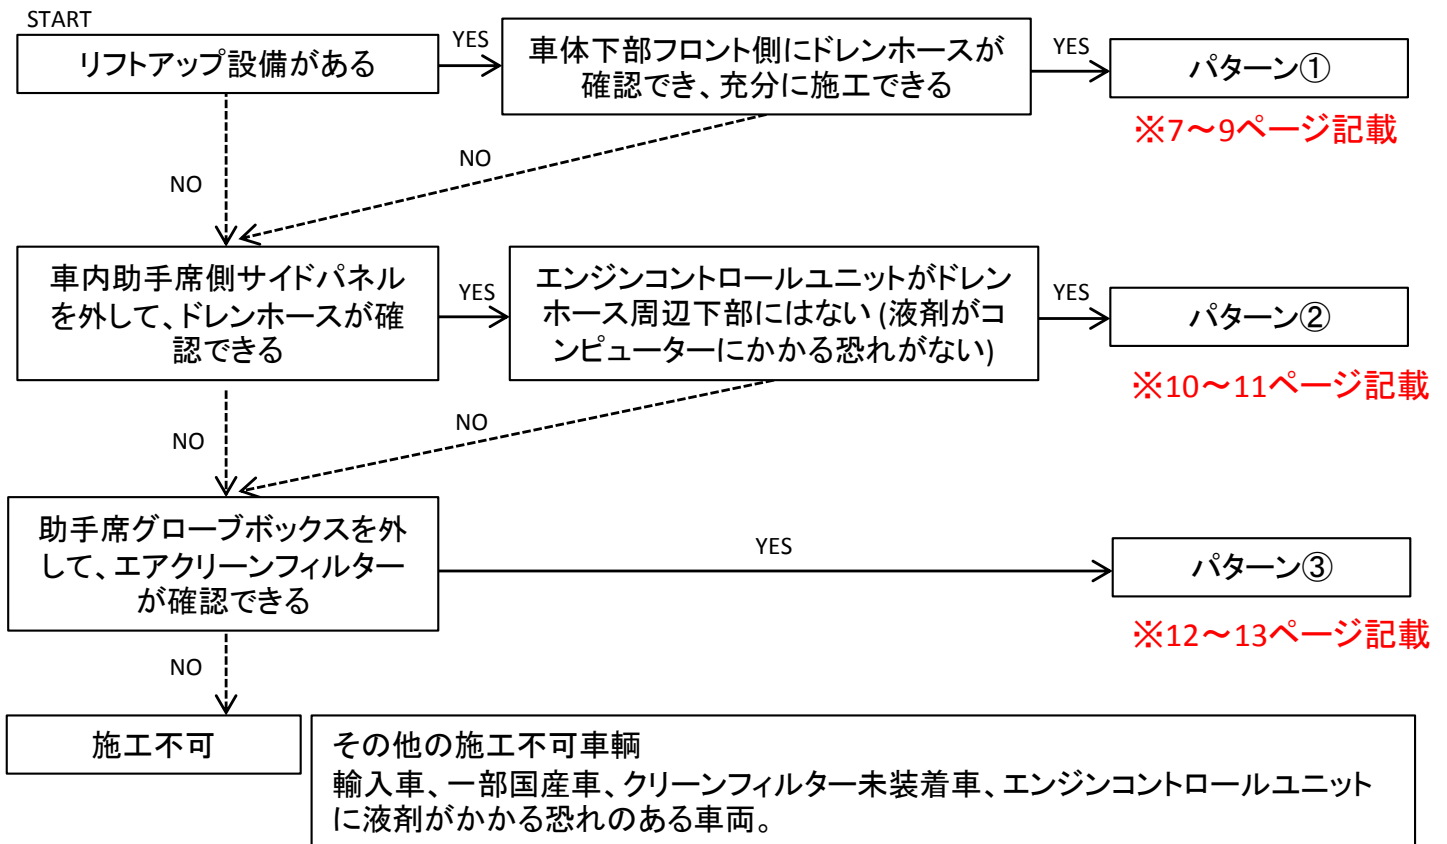 START
リフトアップ設備がある
YES
車体下部フロント側にドレンホースが
確認でき、充分に施工できる
YES
パターン①
※7～9ページ記載
NO
NO
車内助手席側サイドパネル
を外して、ドレンホースが確
認できる
YES
エンジンコントロールユニットがドレン
ホース周辺下部にはない (液剤がコ
ンピューターにかかる恐れがない)
YES
パターン②
※10～11ページ記載
NO
NO
助手席グローブボックスを外
して、エアクリーンフィルター
が確認できる
YES
パターン③
※12～13ページ記載
NO
施工不可
その他の施工不可車輌
輸入車、一部国産車、クリーンフィルター未装着車、エンジンコントロールユニット
に液剤がかかる恐れのある車両。